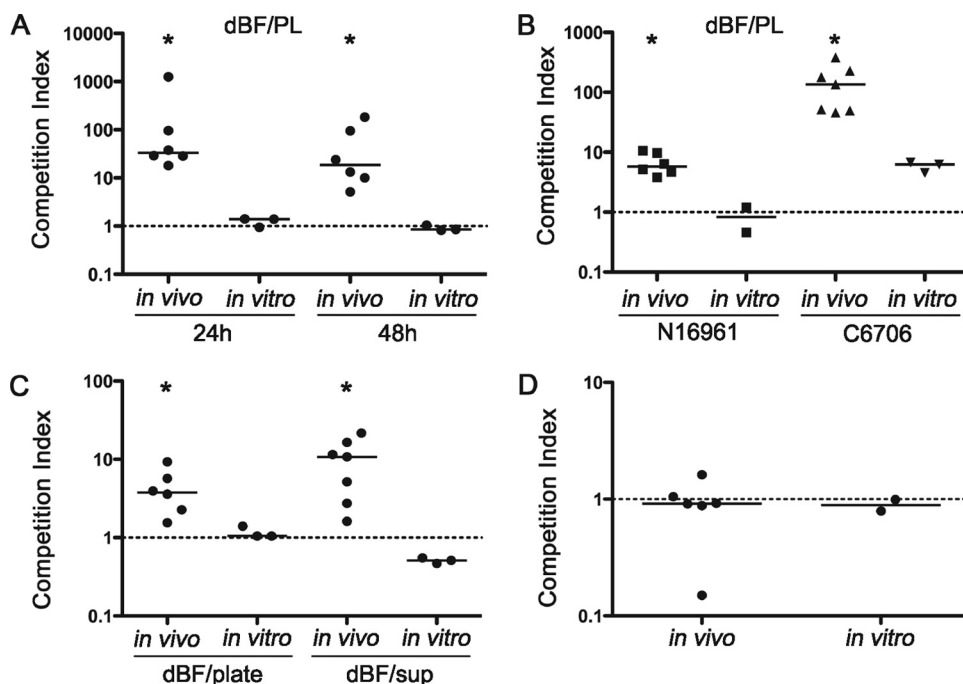 A
dBF/PL
Competition Index
10000
1000
100
10
1
0.1
*
*
in vivo in vitro in vivo in vitro
24h 48h
B
dBF/PL
Competition Index
1000
100
10
1
0.1
*
*
in vivo in vitro in vivo in vitro
N16961 C6706
C
Competition Index
100
10
1
0.1
*
*
in vivo in vitro in vivo in vitro
dBF/plate dBF/sup
D
Competition Index
10
1
0.1
in vivo in vitro